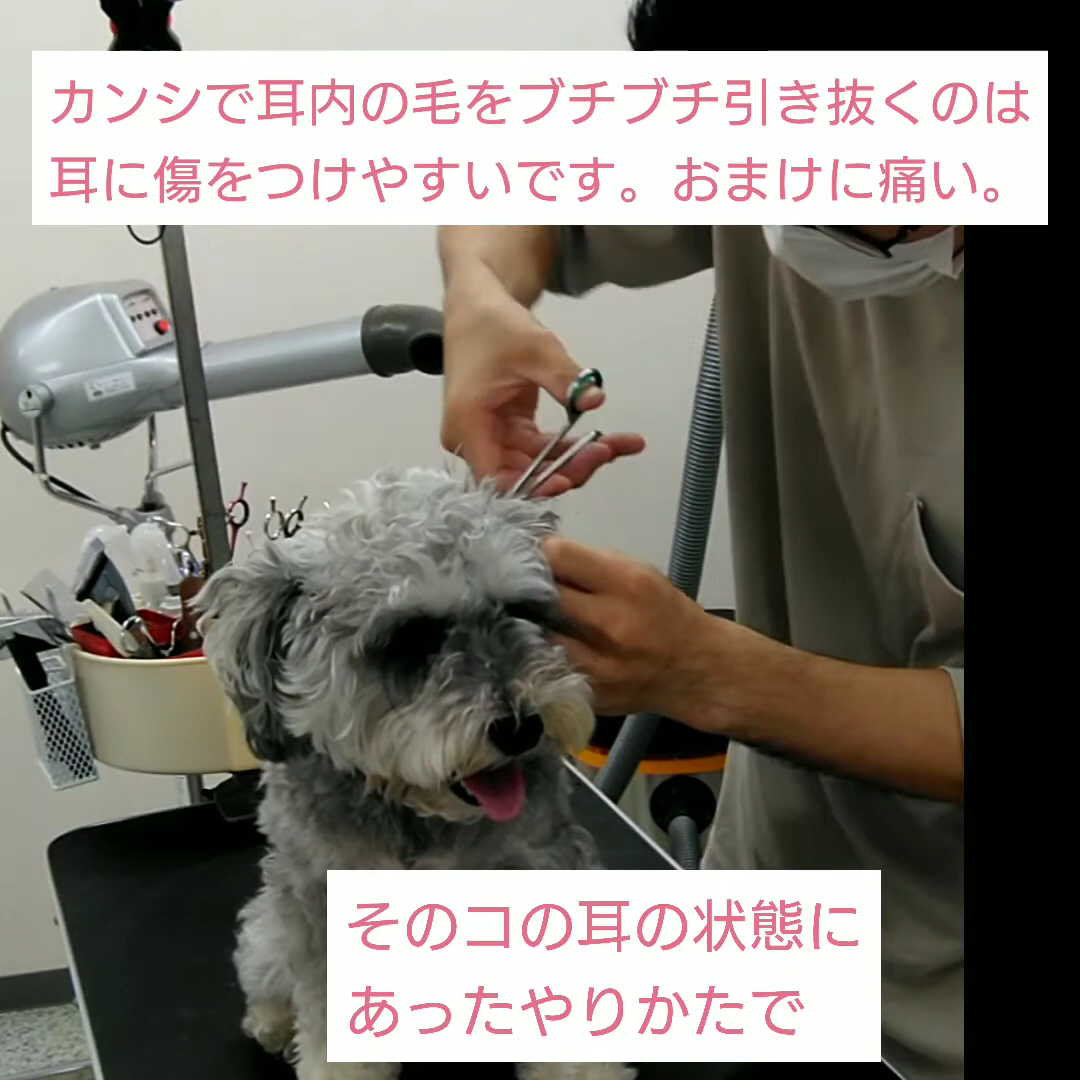 カンシで耳内の毛をブチブチ引き抜くのは
耳に傷をつけやすいです。おまけに痛い。
そのコの耳の状態に
あったやりかたで